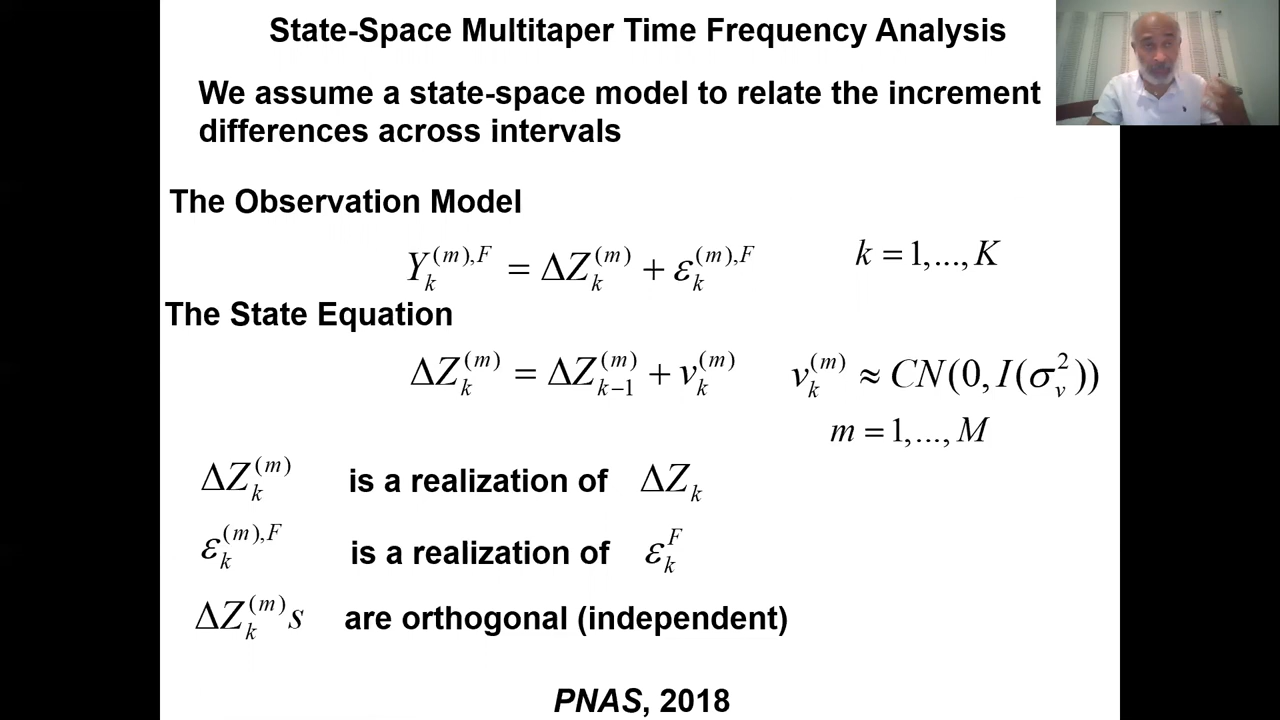 State-Space Multitaper Time Frequency Analysis
We assume a state-space model to relate the increment
differences across intervals
The Observation Model
Y_k^{(m),F} = ΔZ_k^{(m)} + ε_k^{(m),F} k = 1,..., K
The State Equation
ΔZ_k^{(m)} = ΔZ_{k-1}^{(m)} + v_k^{(m)} v_k^{(m)} ≈ CN(0, I(σ_v^2))
m = 1,..., M
ΔZ_k^{(m)} is a realization of ΔZ_k
ε_k^{(m),F} is a realization of ε_k^F
ΔZ_k^{(m)} s are orthogonal (independent)
PNAS, 2018